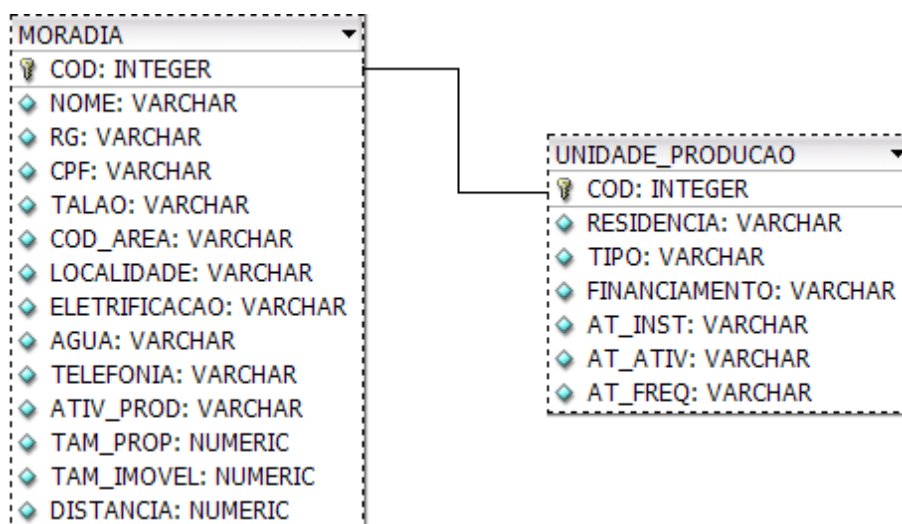 MORADIA
COD: INTEGER
NOME: VARCHAR
RG: VARCHAR
CPF: VARCHAR
TALAO: VARCHAR
COD_AREA: VARCHAR
LOCALIDADE: VARCHAR
ELETRIFICACAO: VARCHAR
AGUA: VARCHAR
TELEFONIA: VARCHAR
ATIV_PROD: VARCHAR
TAM_PROP: NUMERIC
TAM_IMOVEL: NUMERIC
DISTANCIA: NUMERIC
UNIDADE_PRODUCAO
COD: INTEGER
RESIDENCIA: VARCHAR
TIPO: VARCHAR
FINANCIAMENTO: VARCHAR
AT_INST: VARCHAR
AT_ATIV: VARCHAR
AT_FREQ: VARCHAR